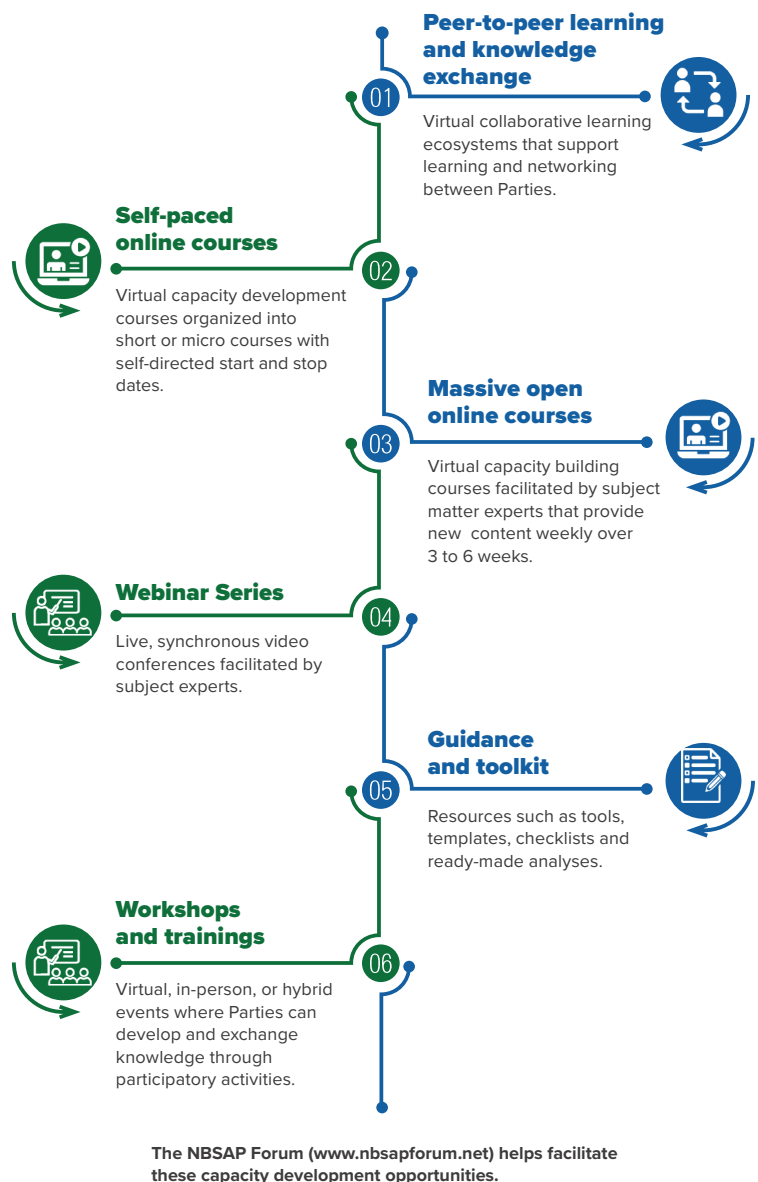 Peer-to-peer learning
and knowledge
exchange
01
Virtual collaborative learning
ecosystems that support
learning and networking
between Parties.
Self-paced
online courses
02
Virtual capacity development
courses organized into
short or micro courses with
self-directed start and stop
dates.
Massive open
online courses
03
Virtual capacity building
courses facilitated by subject
matter experts that provide
new content weekly over
3 to 6 weeks.
Webinar Series
04
Live, synchronous video
conferences facilitated by
subject experts.
Guidance
and toolkit
05
Resources such as tools,
templates, checklists and
ready-made analyses.
Workshops
and trainings
06
Virtual, in-person, or hybrid
events where Parties can
develop and exchange
knowledge through
participatory activities.
The NBSAP Forum (www.nbsapforum.net) helps facilitate
these capacity development opportunities.